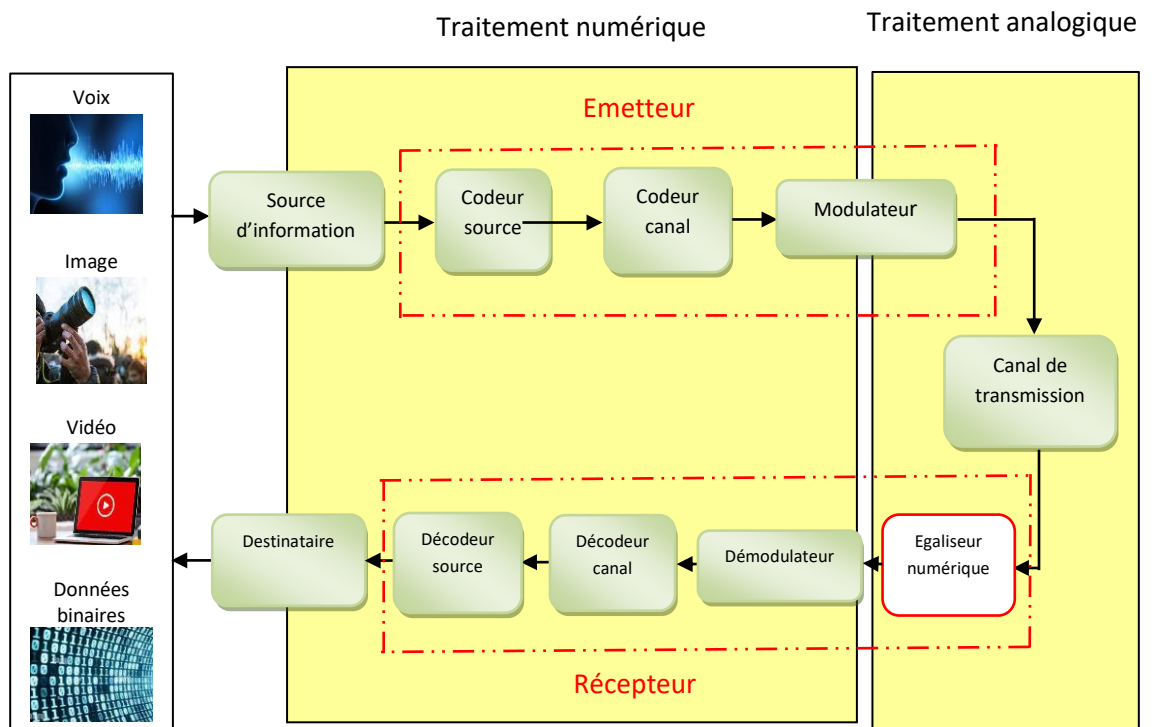 Traitement numérique
Traitement analogique
Voix
Image
Vidéo
Données
binaires
Emetteur
Source
d'information
Codeur
source
Codeur
canal
Modulateur
Canal de
transmission
Egaliseur
numérique
Démodulateur
Décodeur
canal
Décodeur
source
Destinataire
Récepteur